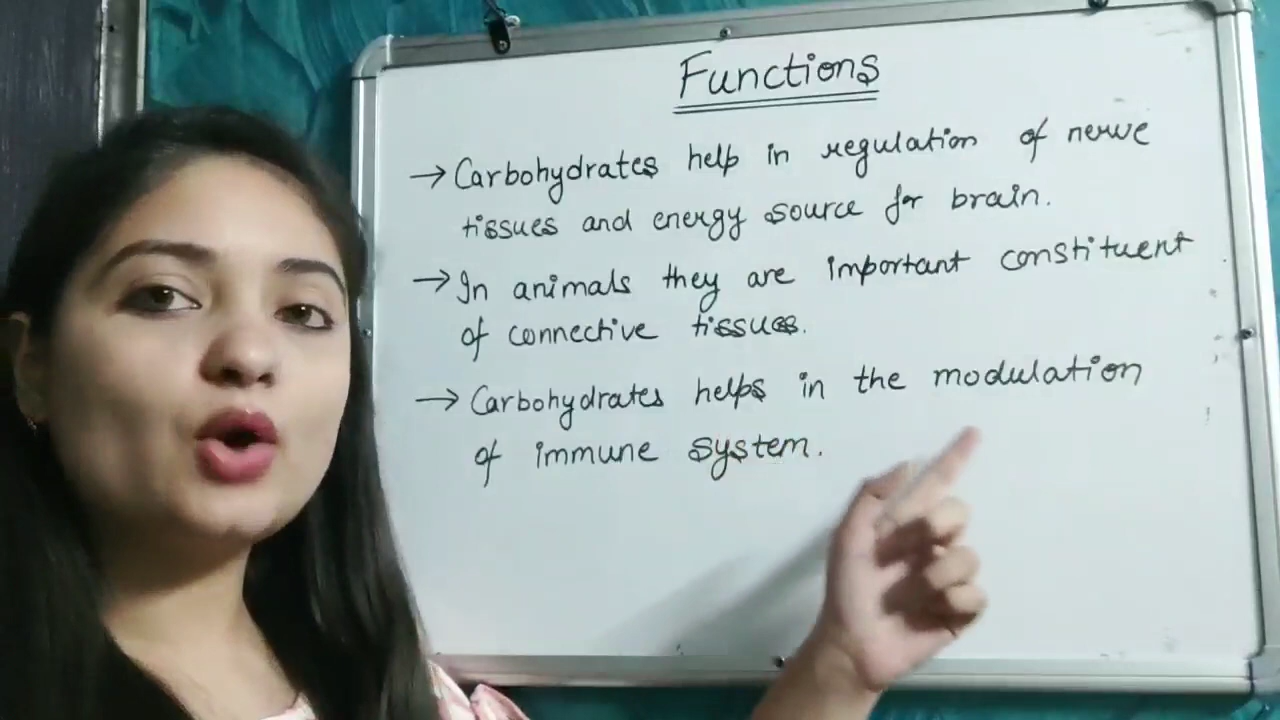 Functions
→ Carbohydrates help in regulation of nerve
tissues and energy source for brain.
→ In animals they are important constituent
of connective tissues.
→ Carbohydrates helps in the modulation
of immune system.